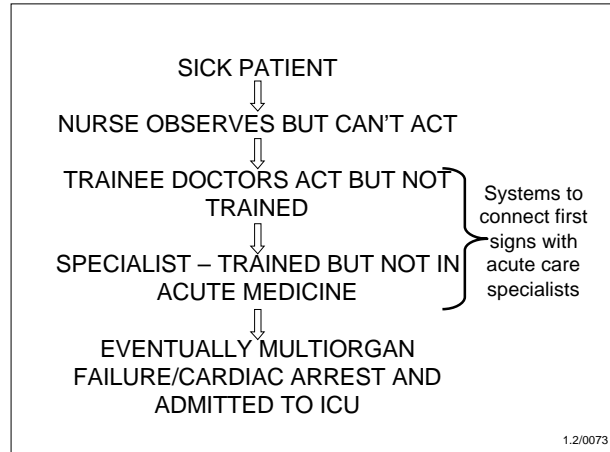 SICK PATIENT
NURSE OBSERVES BUT CAN'T ACT
TRAINEE DOCTORS ACT BUT NOT
TRAINED
SPECIALIST – TRAINED BUT NOT IN
ACUTE MEDICINE
EVENTUALLY MULTIORGAN
FAILURE/CARDIAC ARREST AND
ADMITTED TO ICU
Systems to
connect first
signs with
acute care
specialists
1.2/0073